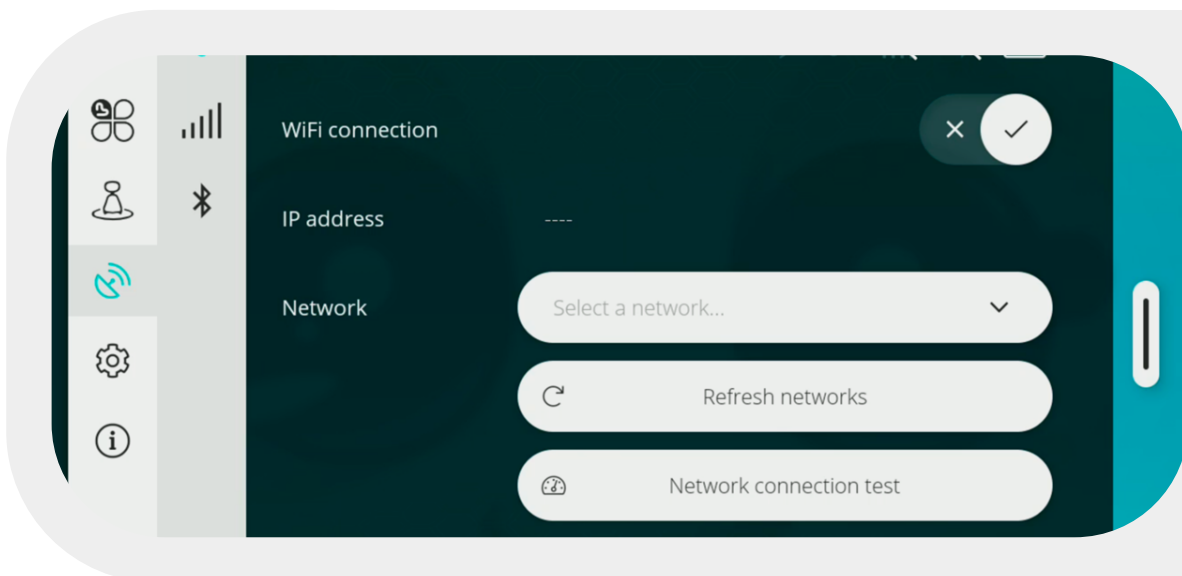 WiFi connection
IP address
----
Network
Select a network...
Refresh networks
Network connection test